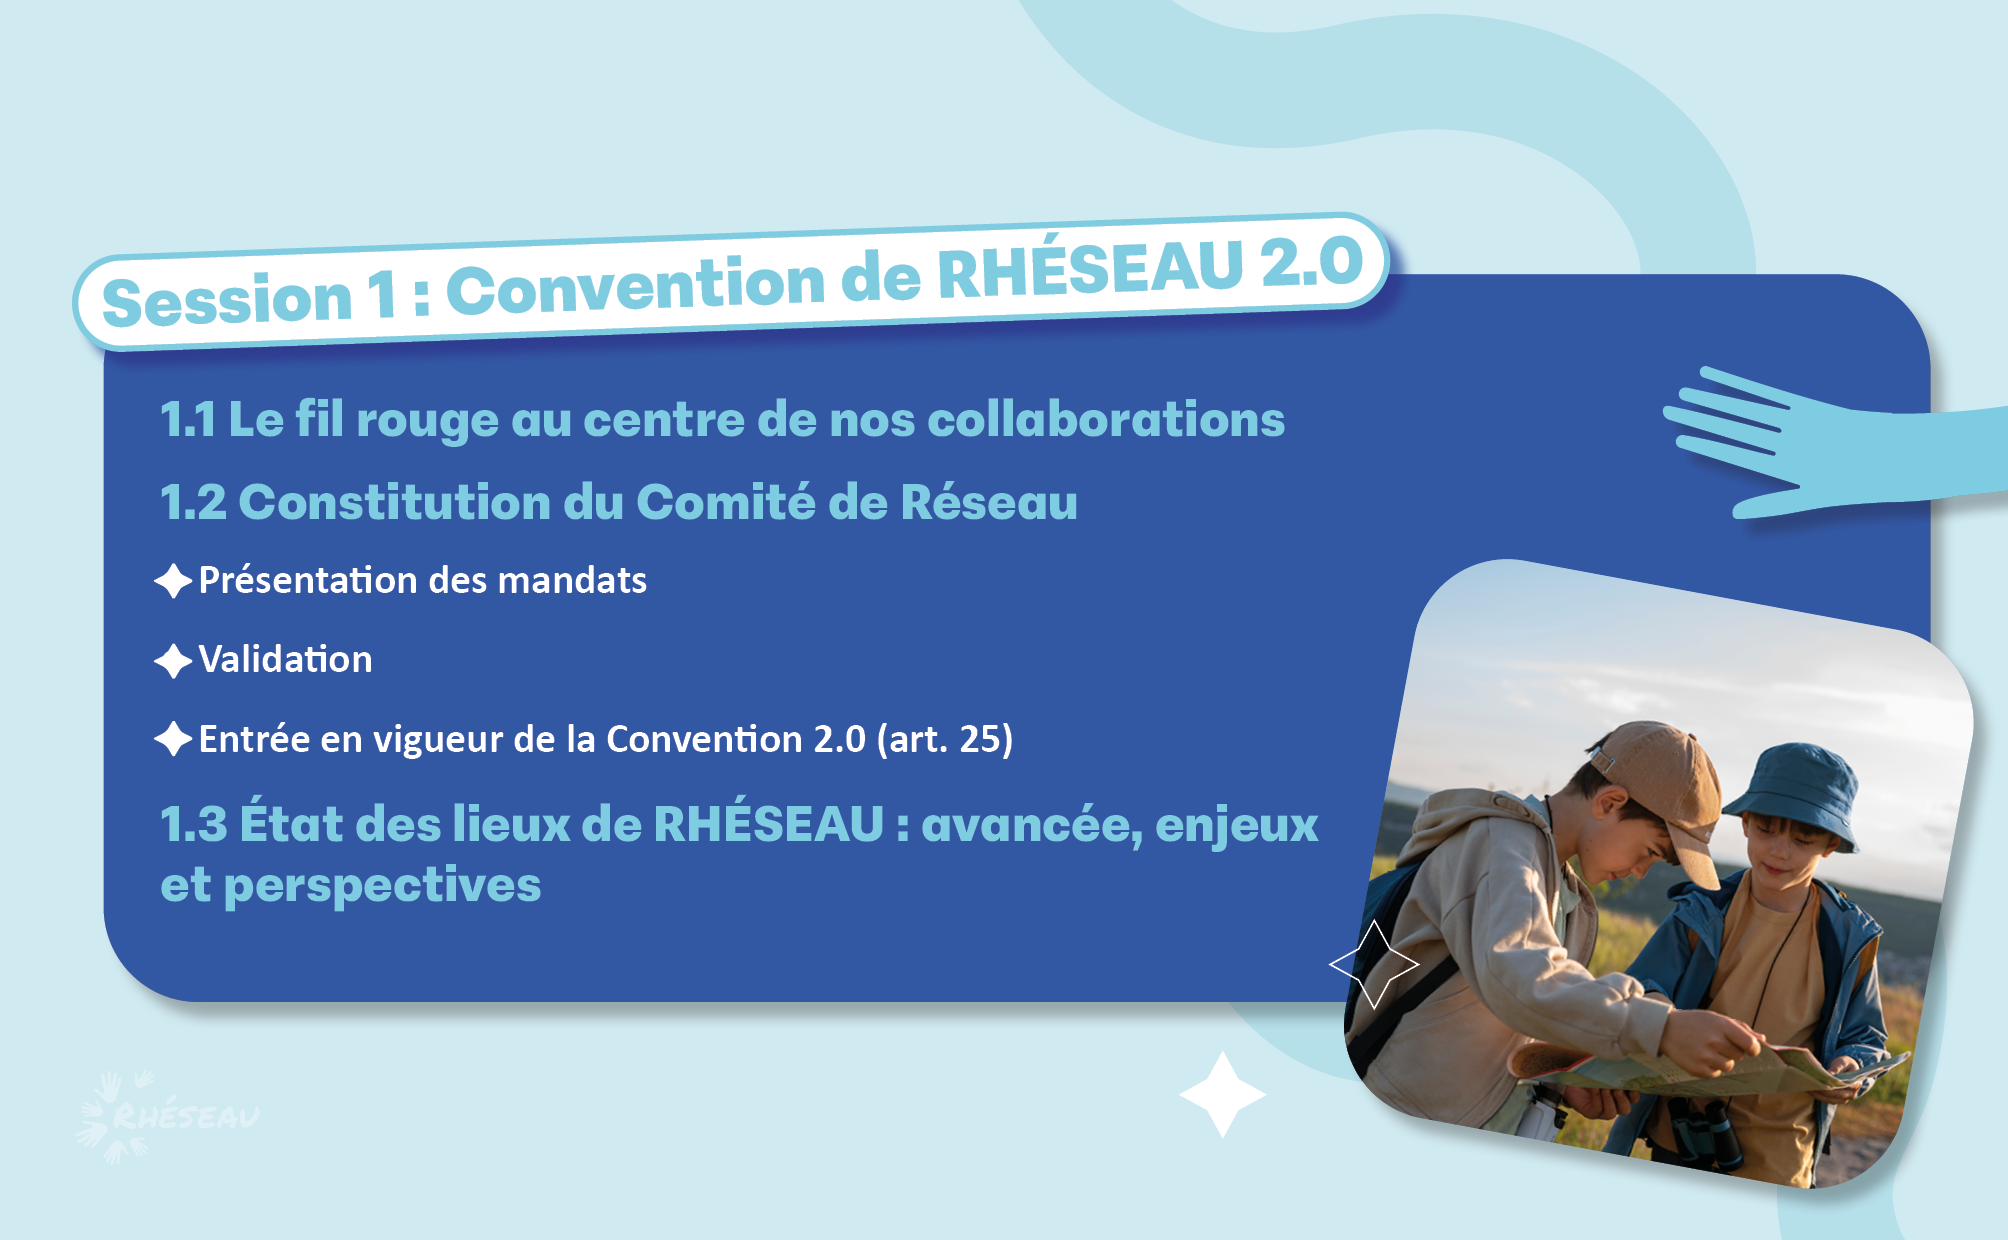 Session 1 : Convention de RHÉSEAU 2.0
1.1 Le fil rouge au centre de nos collaborations
1.2 Constitution du Comité de Réseau
Présentation des mandats
Validation
Entrée en vigueur de la Convention 2.0 (art. 25)
1.3 État des lieux de RHÉSEAU : avancée, enjeux
et perspectives
RHÉSEAU